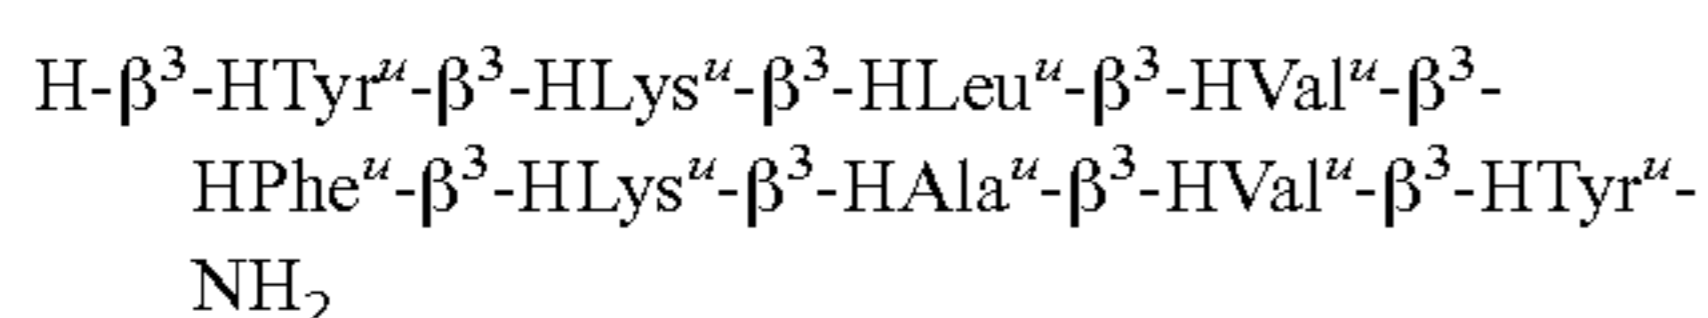 H-β³-HTyrᵘ-β³-HLysᵘ-β³-HLeuᵘ-β³-HValᵘ-β³-
HPheᵘ-β³-HLysᵘ-β³-HAlaᵘ-β³-HValᵘ-β³-HTyrᵘ-
NH₂